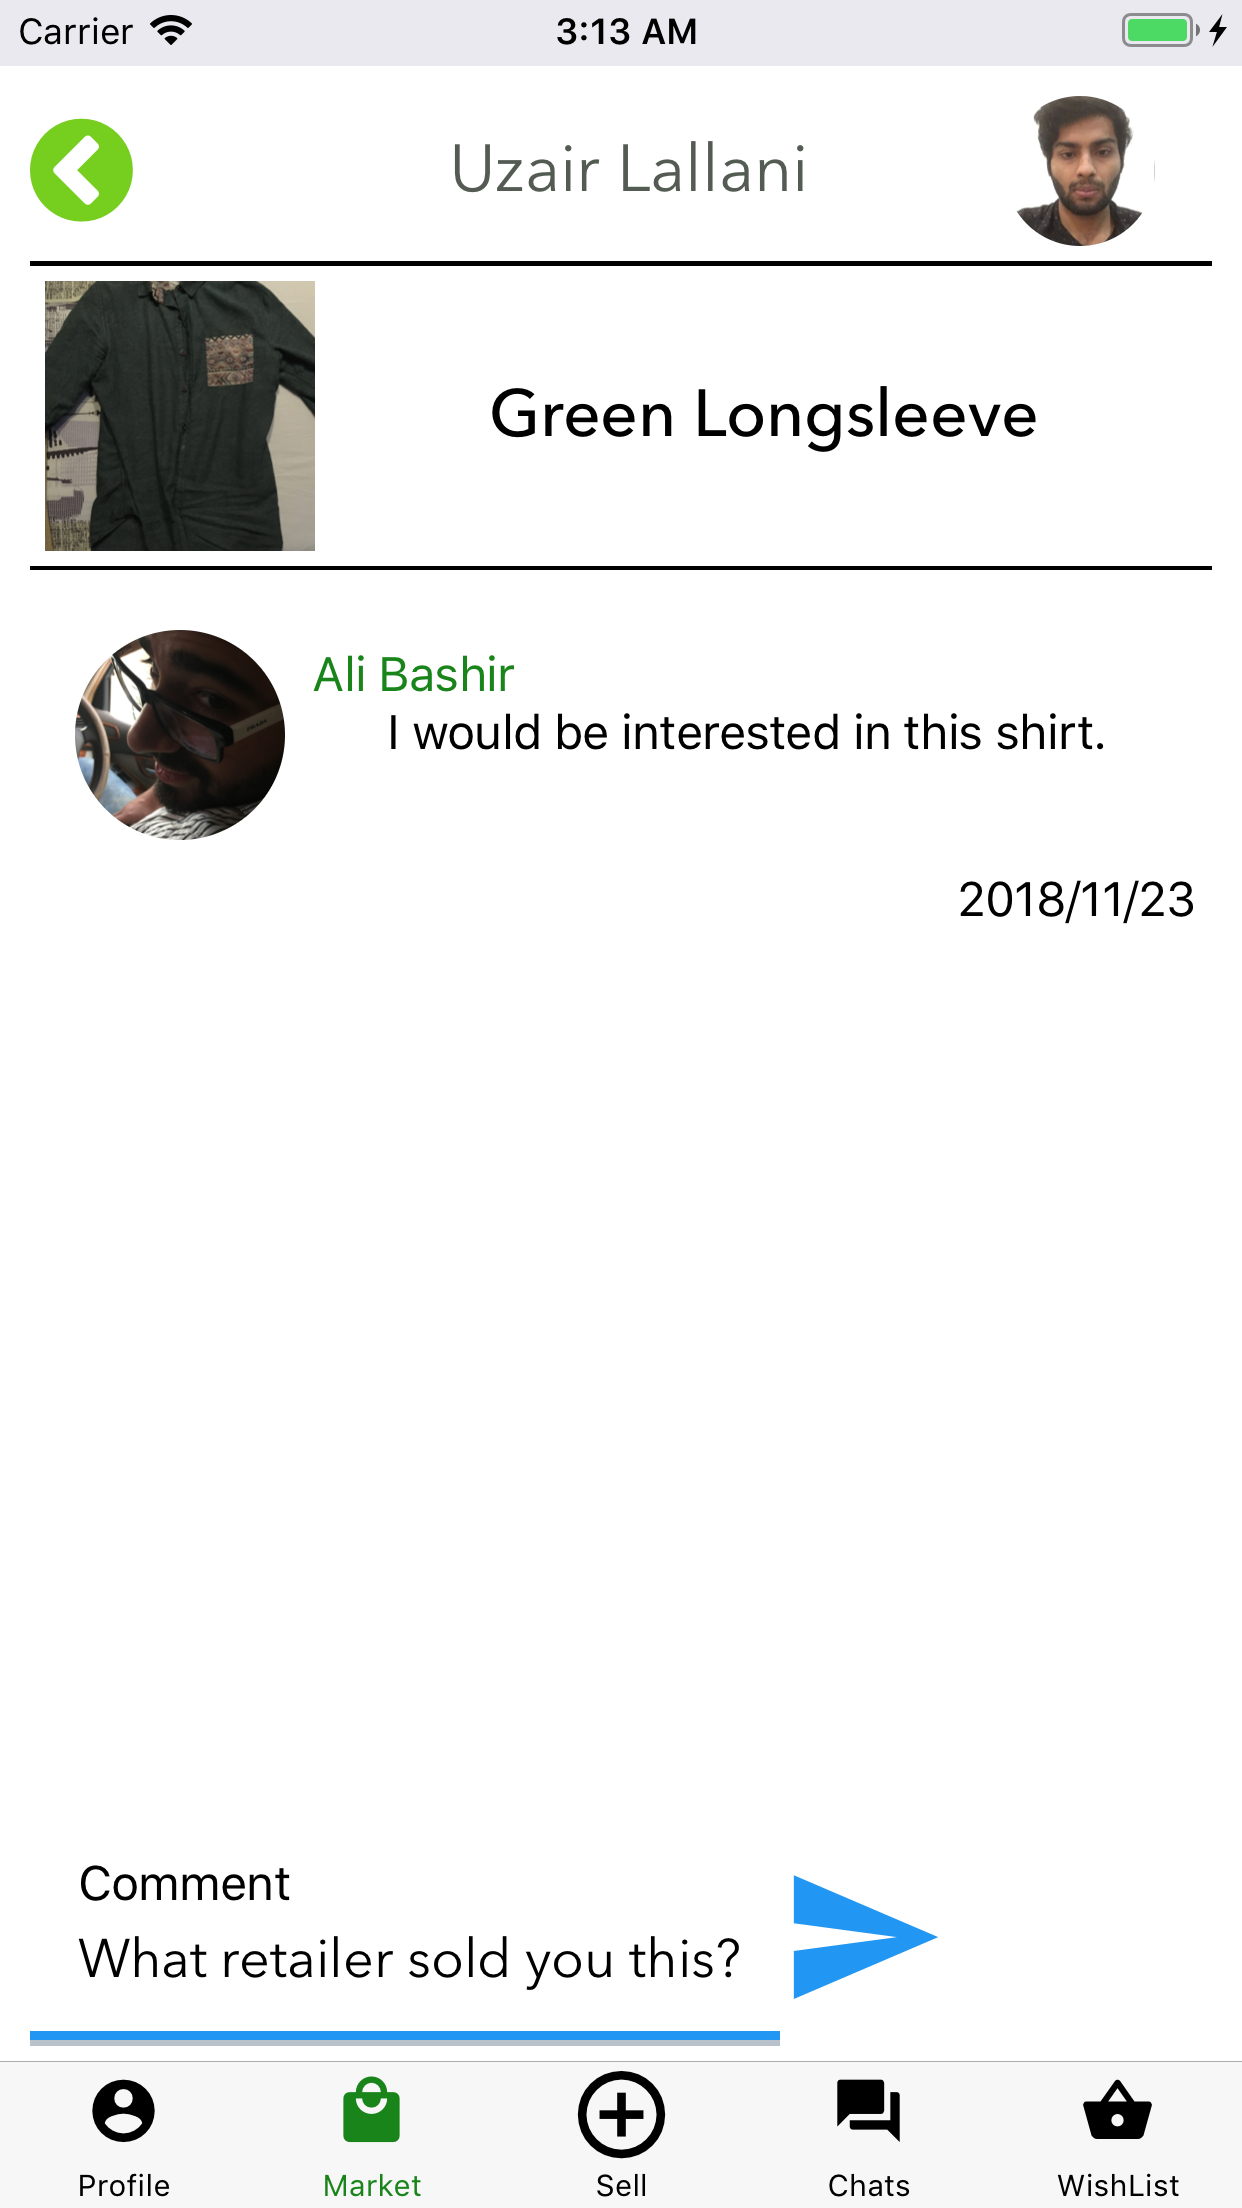 Carrier 3:13 AM
Uzair Lallani
Green Longsleeve
Ali Bashir
I would be interested in this shirt.
2018/11/23
Comment
What retailer sold you this?
Profile Market Sell Chats WishList